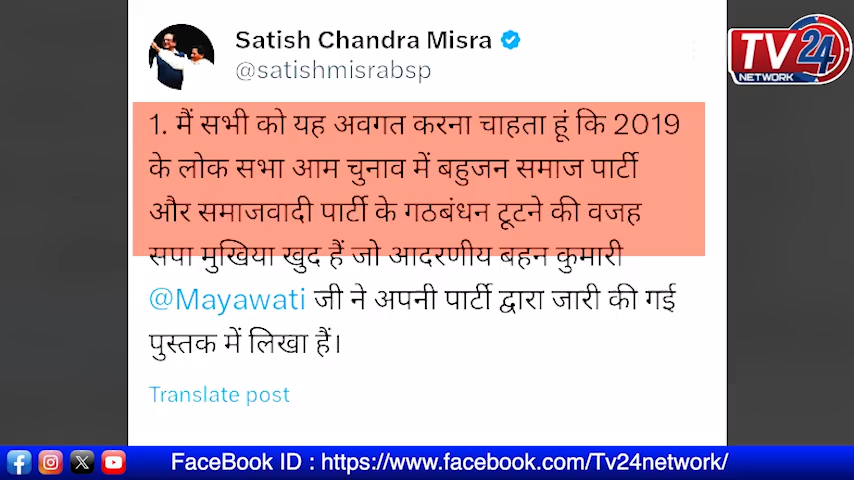 Satish Chandra Misra
@satishmisrabsp
TV24
NETWORK
1. मैं सभी को यह अवगत करना चाहता हूं कि 2019
के लोक सभा आम चुनाव में बहुजन समाज पार्टी
और समाजवादी पार्टी के गठबंधन टूटने की वजह
सपा मुखिया खुद हैं जो आदरणीय बहन कुमारी
@Mayawati जी ने अपनी पार्टी द्वारा जारी की गई
पुस्तक में लिखा हैं।
Translate post
FaceBook ID : https://www.facebook.com/Tv24network/